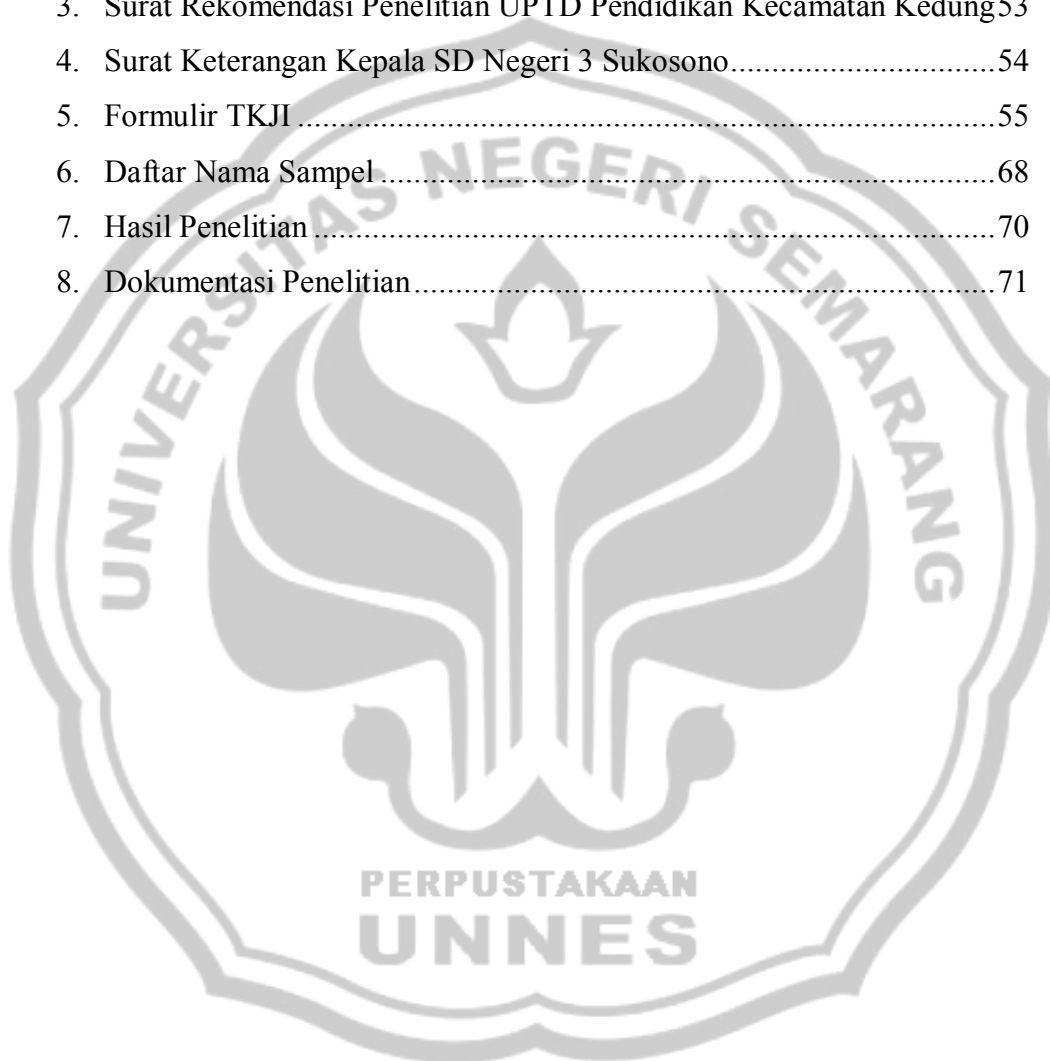 3. Surat Rekomendasi Penelitian UPTD Pendidikan Kecamatan Kedung53
4. Surat Keterangan Kepala SD Negeri 3 Sukosono....................................54
5. Formulir TKJI..........................................................................................55
6. Daftar Nama Sampel................................................................................68
7. Hasil Penelitian........................................................................................70
8. Dokumentasi Penelitian...........................................................................71
UNIVERSITAS NEGERI SEMARANG
PERPUSTAKAAN
UNNES